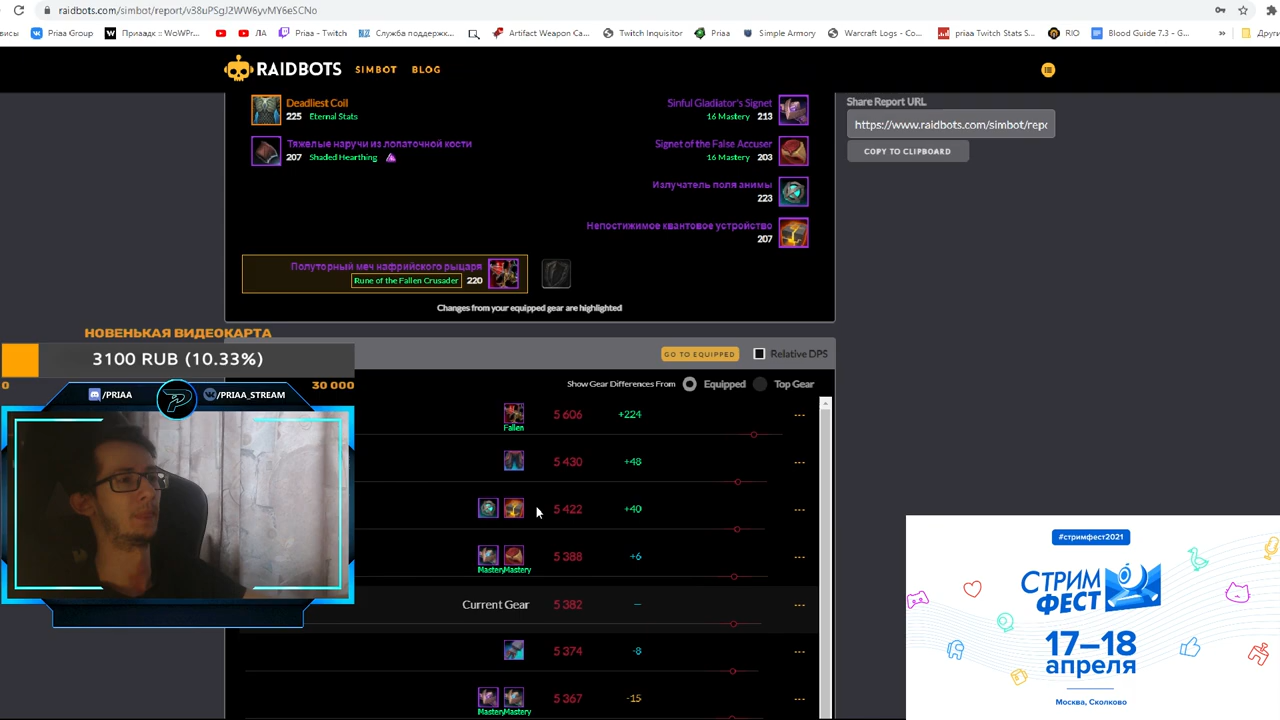 raidbots.com/simbot/report/v38uPSgJ2WW6yvMY6eSCNo
Priaa Group
Приаадк :: WoWPr...
ЛА
Priaa - Twitch
Служба поддержк...
Artifact Weapon Ca...
Twitch Inquisitor
Priaa
Simple Armory
Warcraft Logs - Co...
priaa Twitch Stats S...
RIO
Blood Guide 7.3 - G...
»
RAIDBOTS
SIMBOT
BLOG
Deadliest Coil
225 Eternal Stats
Тяжелые наручи из лопаточной кости
207 Shaded Hearthing
Sinful Gladiator's Signet
16 Mastery 213
Signet of the False Accuser
16 Mastery 203
Излучатель поля анимы
223
Непостижимое квантовое устройство
207
Полуторный меч нафрийского рыцаря
Rune of the Fallen Crusader 220
Changes from your equipped gear are highlighted
Share Report URL
https://www.raidbots.com/simbot/repo
COPY TO CLIPBOARD
НОВЕНЬКАЯ ВИДЕОКАРТА
3100 RUB (10.33%)
0
30 000
/PRIAA
/PRIAA_STREAM
GO TO EQUIPPED
Relative DPS
Show Gear Differences From
Equipped
Top Gear
Fallen
5 606 +224 ---
5 430 +48 ---
5 422 +40 ---
Mastery Mastery
5 388 +6 ---
Current Gear 5 382 – ---
5 374 -8 ---
Mastery Mastery
5 367 -15 ---
#стримфест2021
СТРИМ
ФЕСТ
17–18
апреля
Москва, Сколково